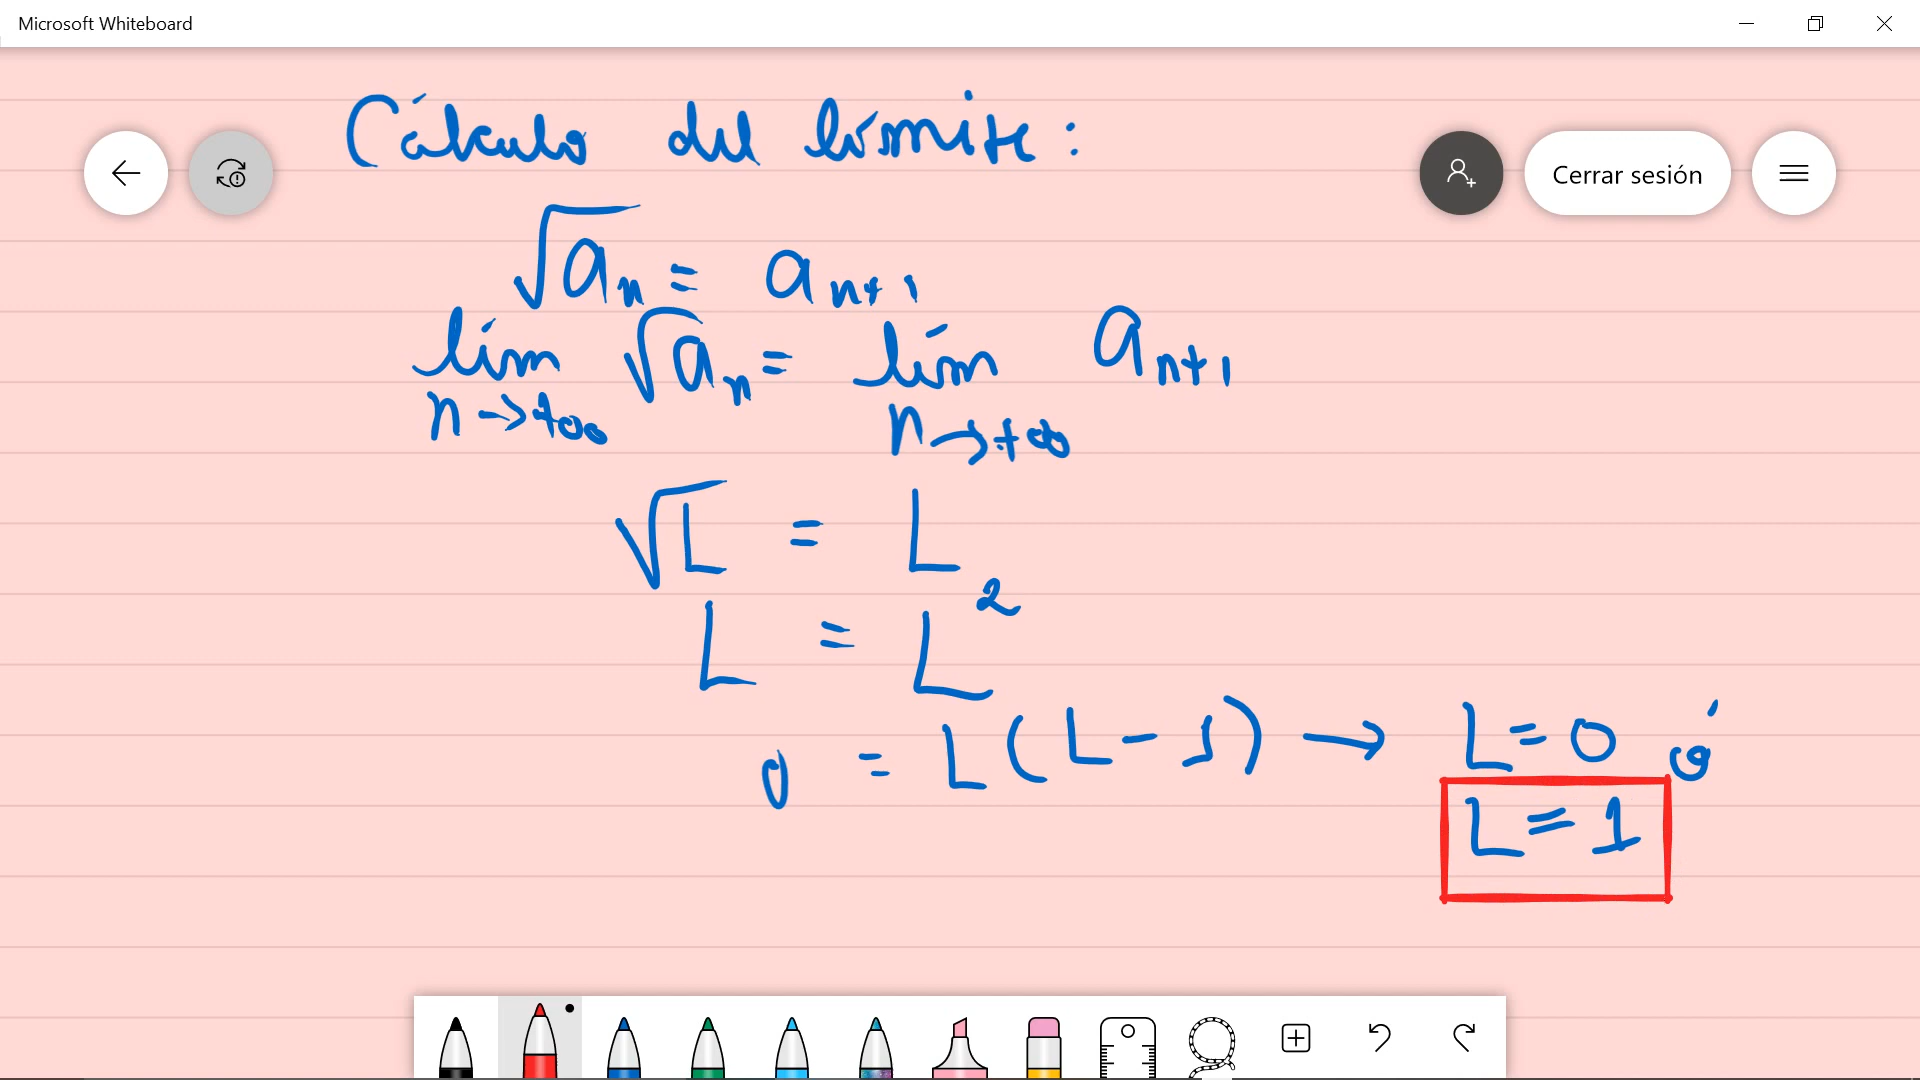 Microsoft Whiteboard
Cálculo del límite:
Cerrar sesión
√aₙ = aₙ₊₁
lím √aₙ = lím aₙ₊₁
n→+∞ n→+∞
√L = L
L = L²
0 = L(L-1) → L=0 ó
L=1